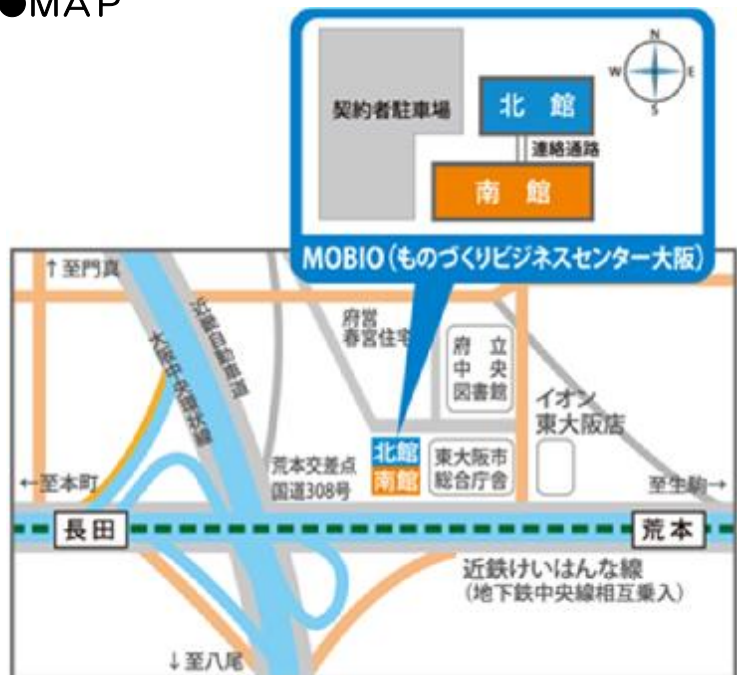 ●MAP
N
W E
S
契約者駐車場
北 館
連絡通路
南 館
MOBIO(ものづくりビジネスセンター大阪)
↑至門真
近畿自動車道
大阪中央環状線
府営
春宮住宅
府 立
中 央
図書館
イオン
東大阪店
北館
南館
東大阪市
総合庁舎
荒本交差点
国道308号
←至本町
至生駒→
長田
荒本
近鉄けいはんな線
(地下鉄中央線相互乗入)
↓至八尾